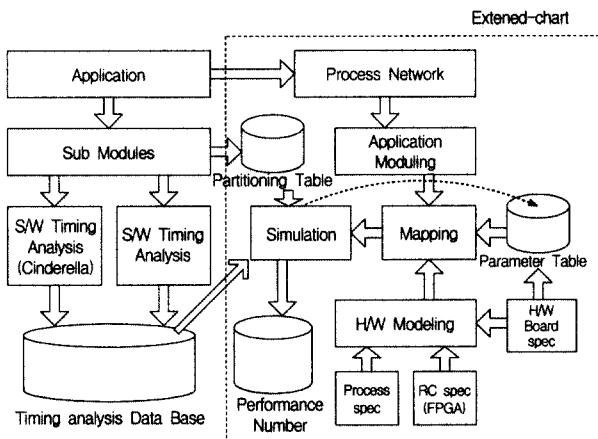 Extened-chart
Application
Process Network
Sub Modules
Partitioning Table
Application
Moduling
S/W Timing
Analysis
(Cinderella)
S/W Timing
Analysis
Simulation
Mapping
Parameter Table
H/W Modeling
H/W
Board
spec
Timing analysis Data Base
Performance
Number
Process
spec
RC spec
(FPGA)